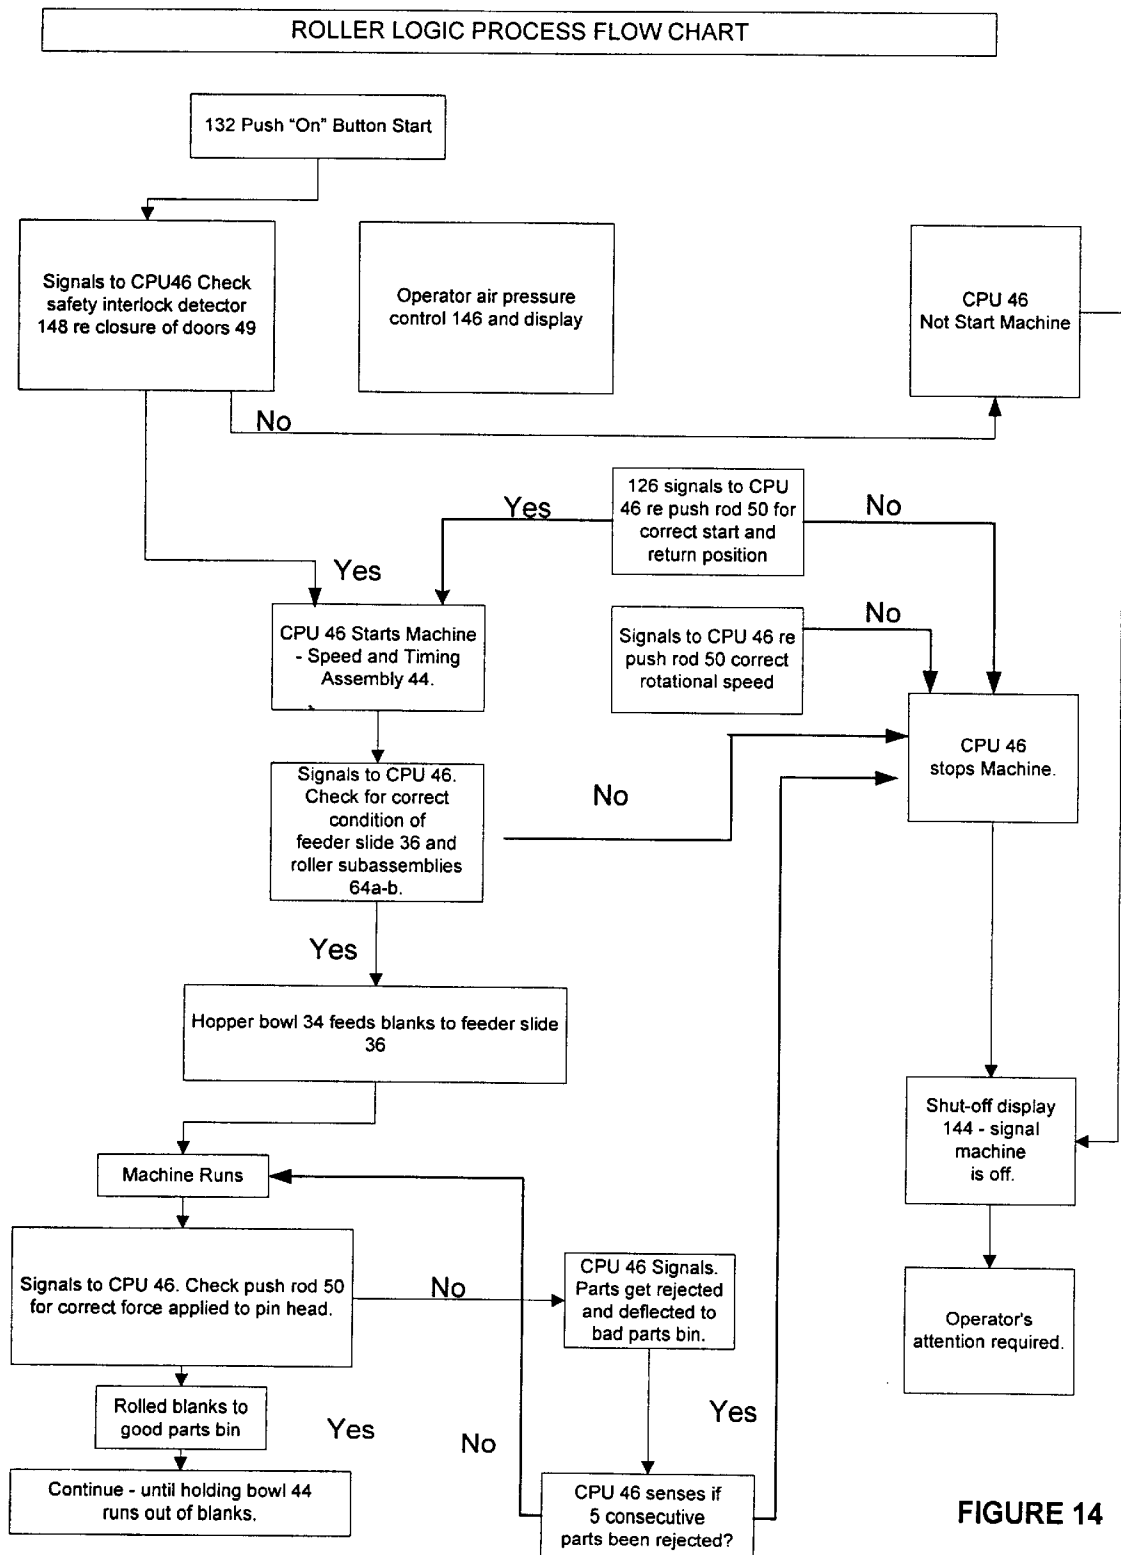 ROLLER LOGIC PROCESS FLOW CHART
132 Push "On" Button Start
Signals to CPU46 Check
safety interlock detector
148 re closure of doors 49
Operator air pressure
control 146 and display
CPU 46
Not Start Machine
No
126 signals to CPU
46 re push rod 50 for
correct start and
return position
Yes
No
Yes
CPU 46 Starts Machine
- Speed and Timing
Assembly 44.
Signals to CPU 46 re
push rod 50 correct
rotational speed
No
CPU 46
stops Machine.
Signals to CPU 46.
Check for correct
condition of
feeder slide 36 and
roller subassemblies
64a-b.
No
Yes
Hopper bowl 34 feeds blanks to feeder slide
36
Shut-off display
144 - signal
machine
is off.
Machine Runs
Signals to CPU 46. Check push rod 50
for correct force applied to pin head.
No
CPU 46 Signals.
Parts get rejected
and deflected to
bad parts bin.
Operator's
attention required.
Rolled blanks to
good parts bin
Yes
No
Yes
Continue - until holding bowl 44
runs out of blanks.
CPU 46 senses if
5 consecutive
parts been rejected?
FIGURE 14